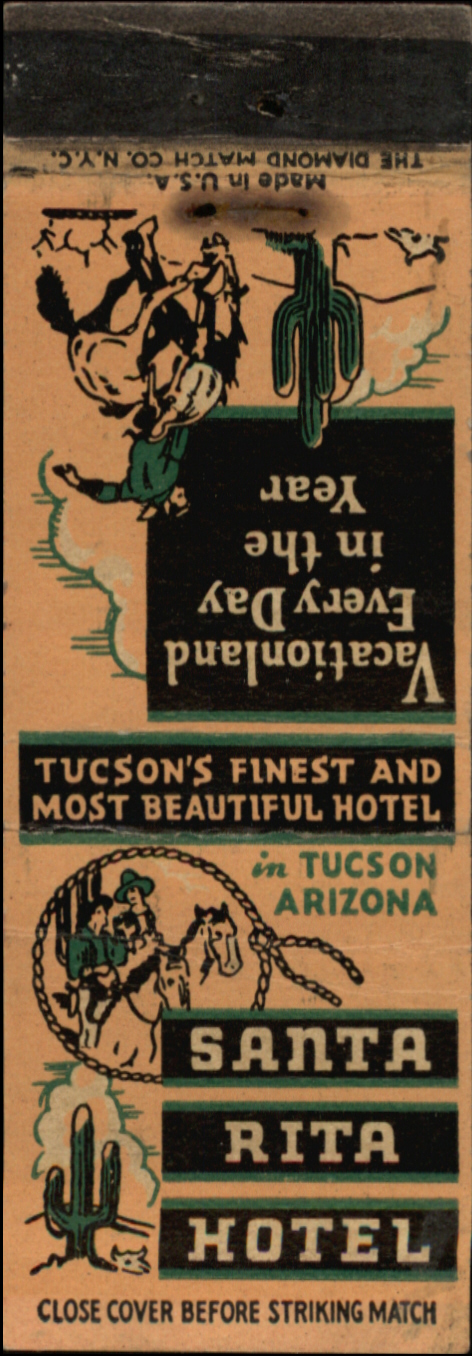 THE DIAMOND MATCH CO. N.Y.C.
Made in U.S.A.
Vacationland
Every Day
in the
Year
TUCSON'S FINEST AND
MOST BEAUTIFUL HOTEL
in TUCSON
ARIZONA
SANTA
RITA
HOTEL
CLOSE COVER BEFORE STRIKING MATCH